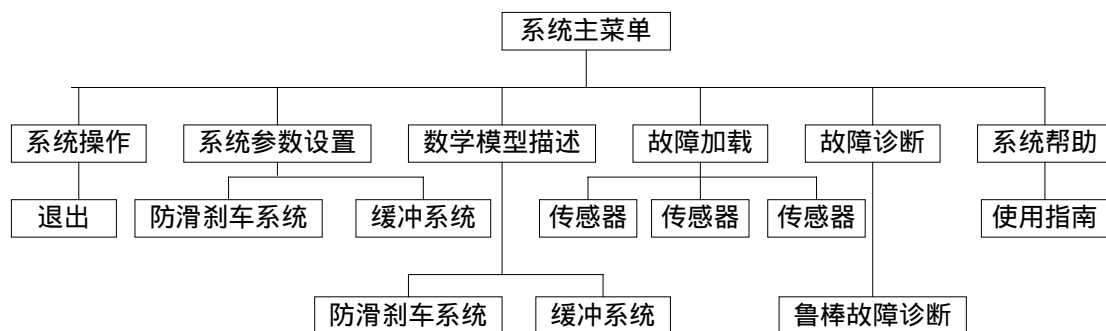 系统主菜单
系统操作
系统参数设置
数学模型描述
故障加载
故障诊断
系统帮助
退出
防滑刹车系统
缓冲系统
传感器
传感器
传感器
使用指南
防滑刹车系统
缓冲系统
鲁棒故障诊断